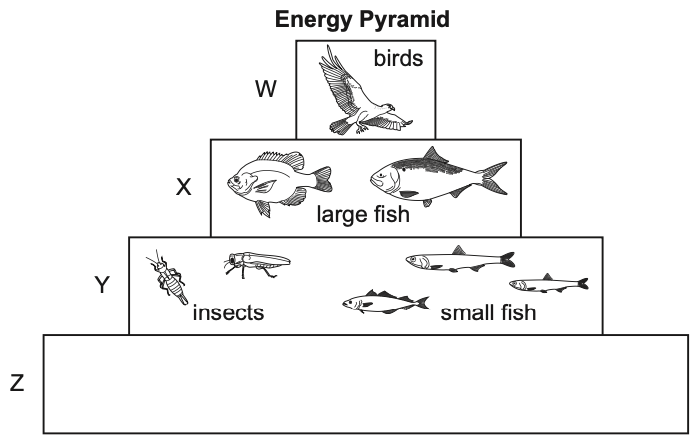 Energy Pyramid
birds
W
X
large fish
Y
insects
small fish
Z